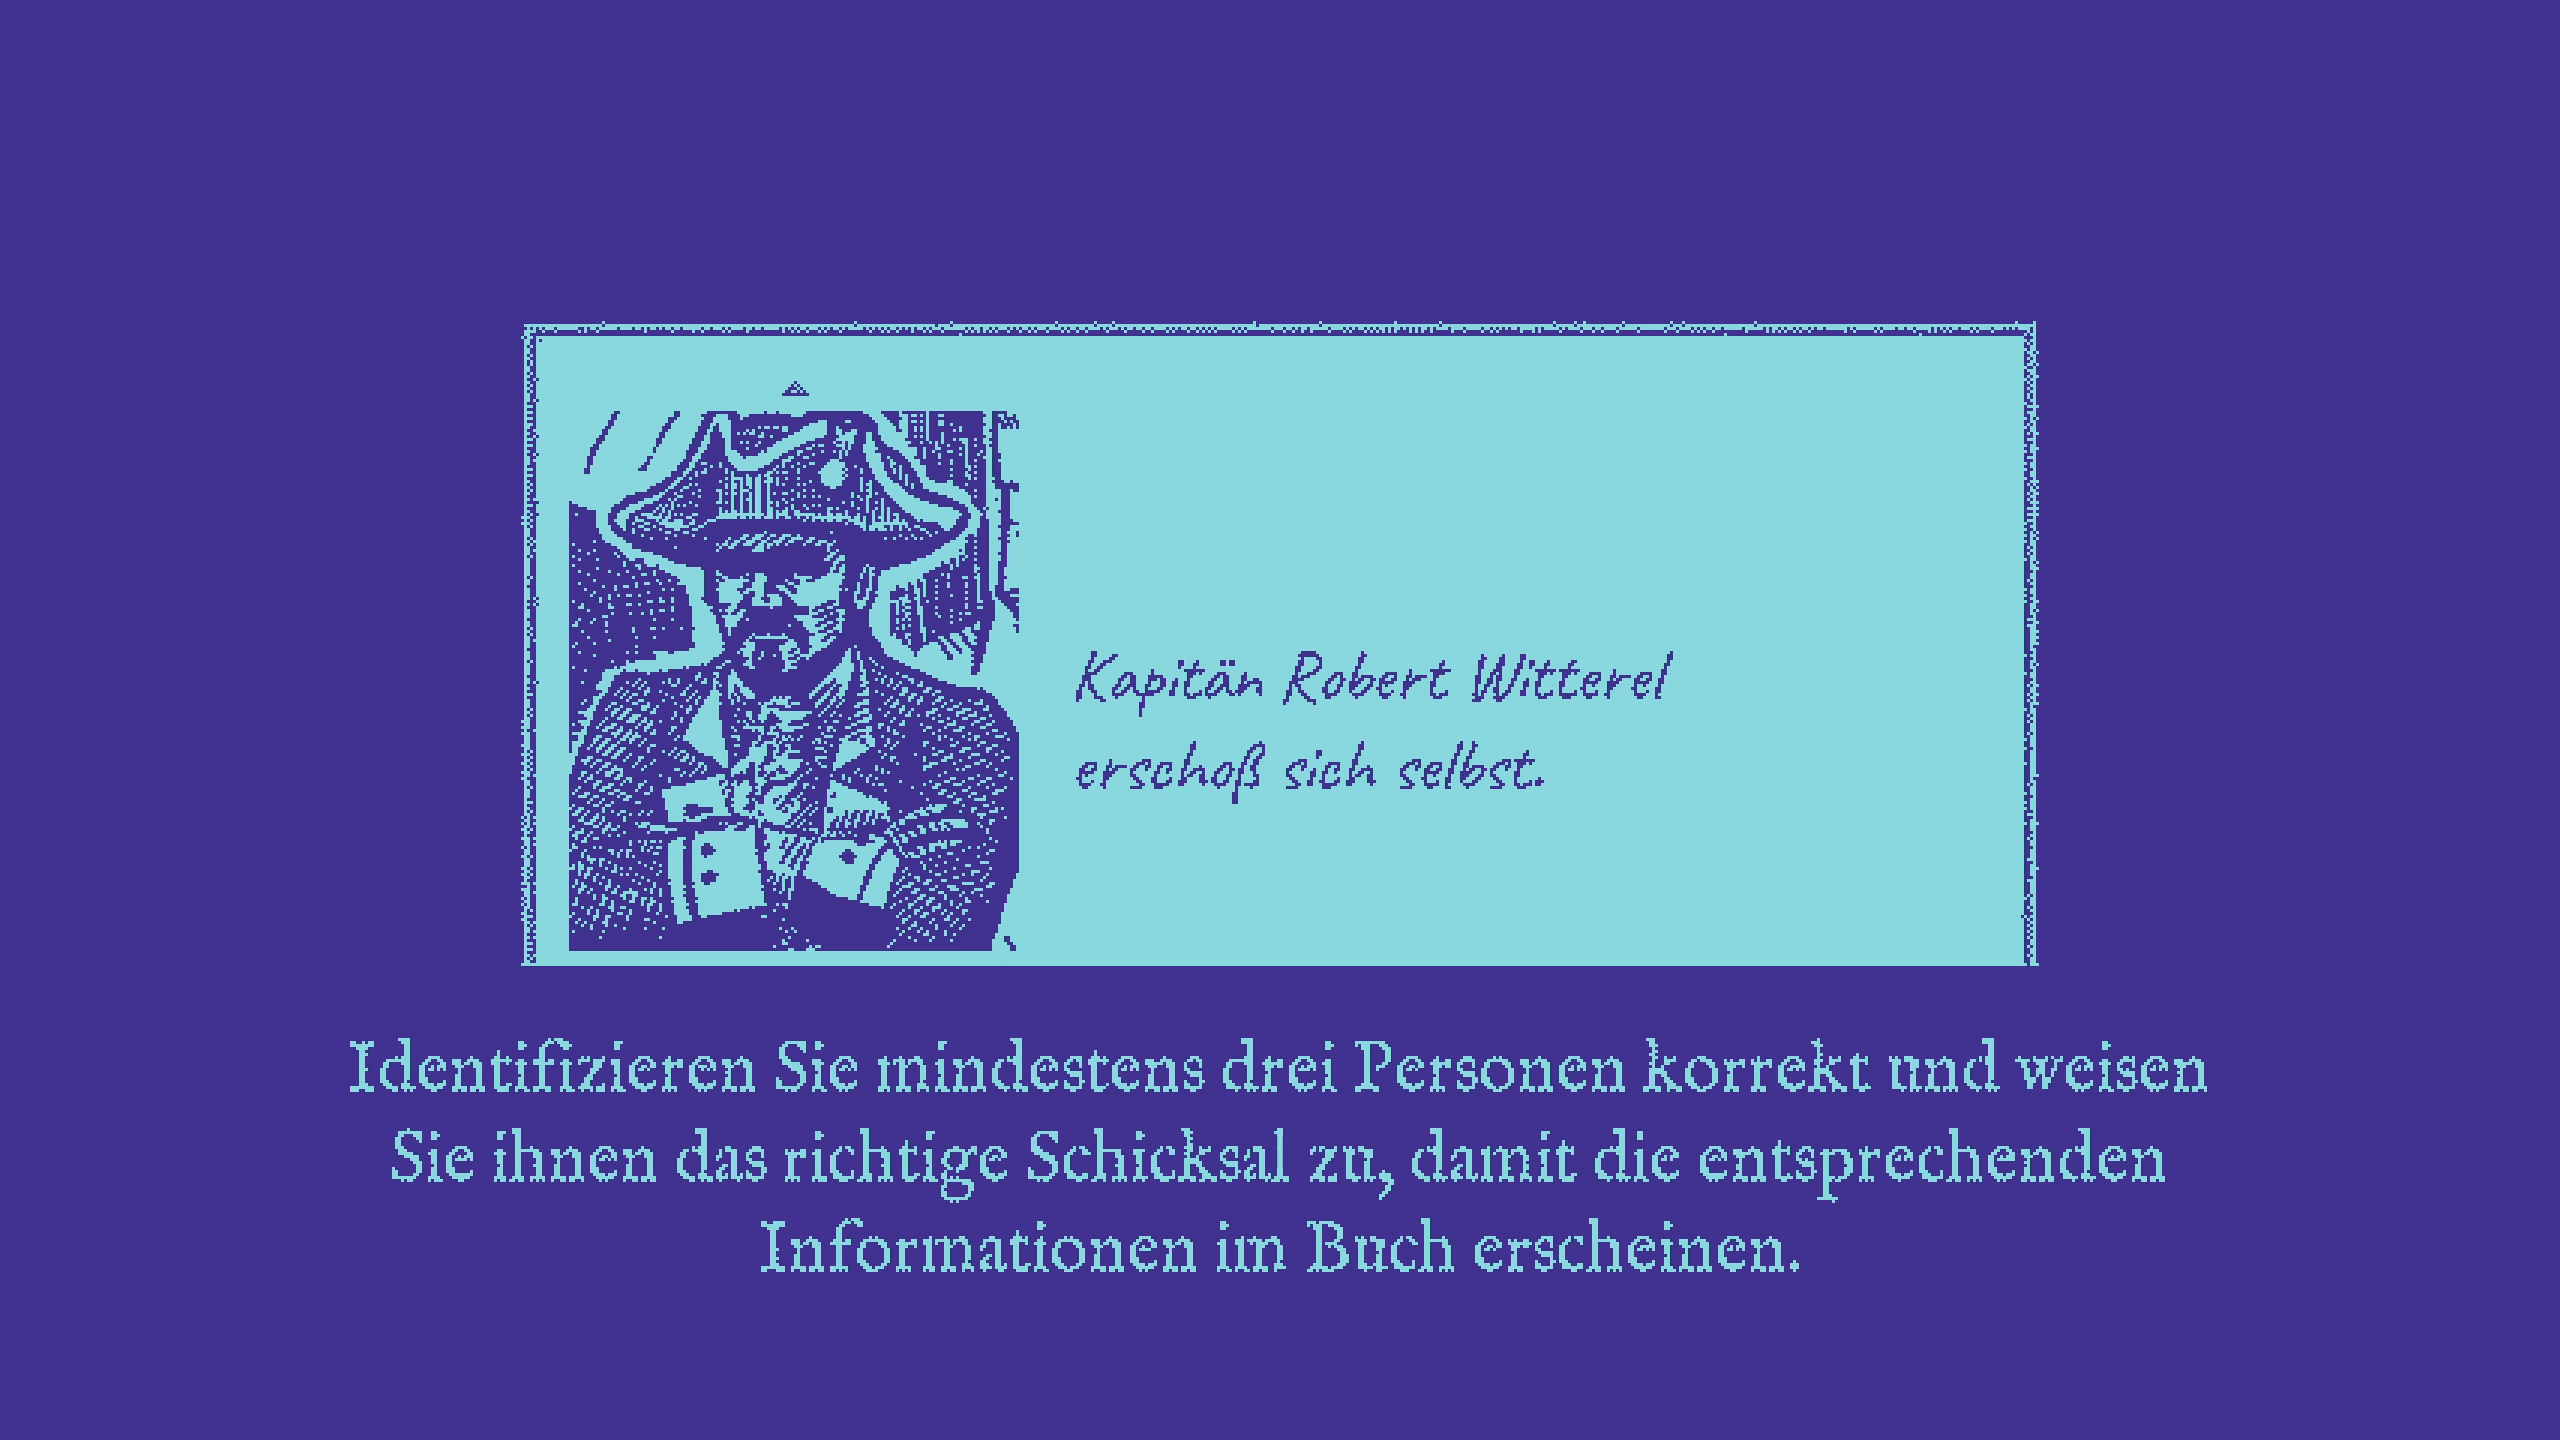 Kapitän Robert Witterel
erschoß sich selbst.
Identifizieren Sie mindestens drei Personen korrekt und weisen
Sie ihnen das richtige Schicksal zu, damit die entsprechenden
Informationen im Buch erscheinen.